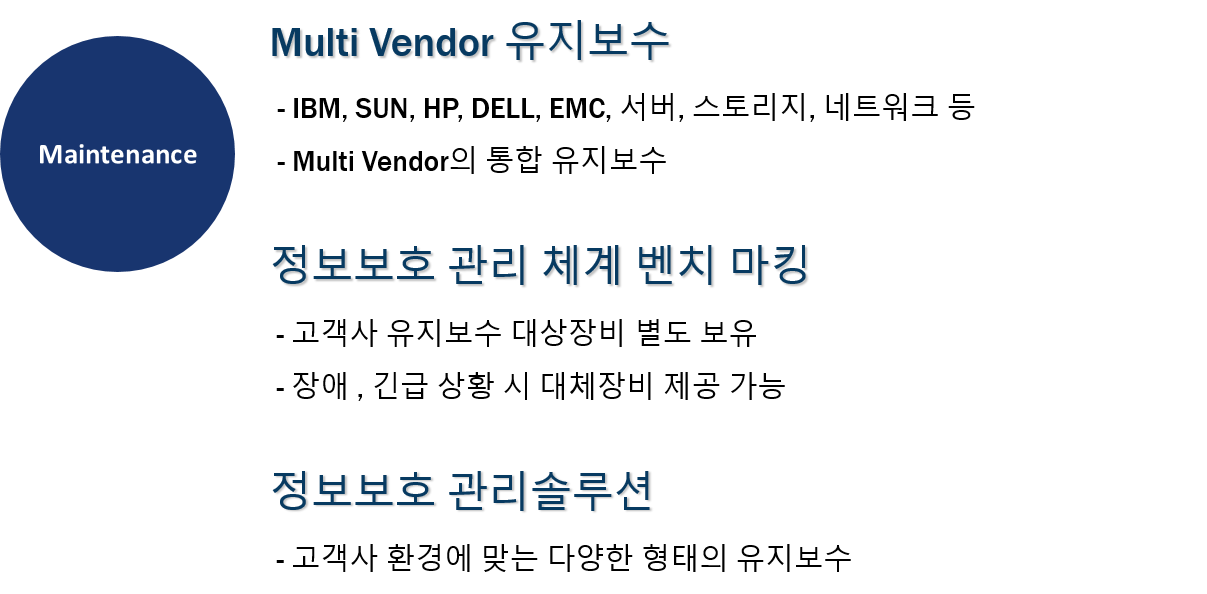 Maintenance
Multi Vendor 유지보수
- IBM, SUN, HP, DELL, EMC, 서버, 스토리지, 네트워크 등
- Multi Vendor의 통합 유지보수
정보보호 관리 체계 벤치 마킹
- 고객사 유지보수 대상장비 별도 보유
- 장애 , 긴급 상황 시 대체장비 제공 가능
정보보호 관리솔루션
- 고객사 환경에 맞는 다양한 형태의 유지보수